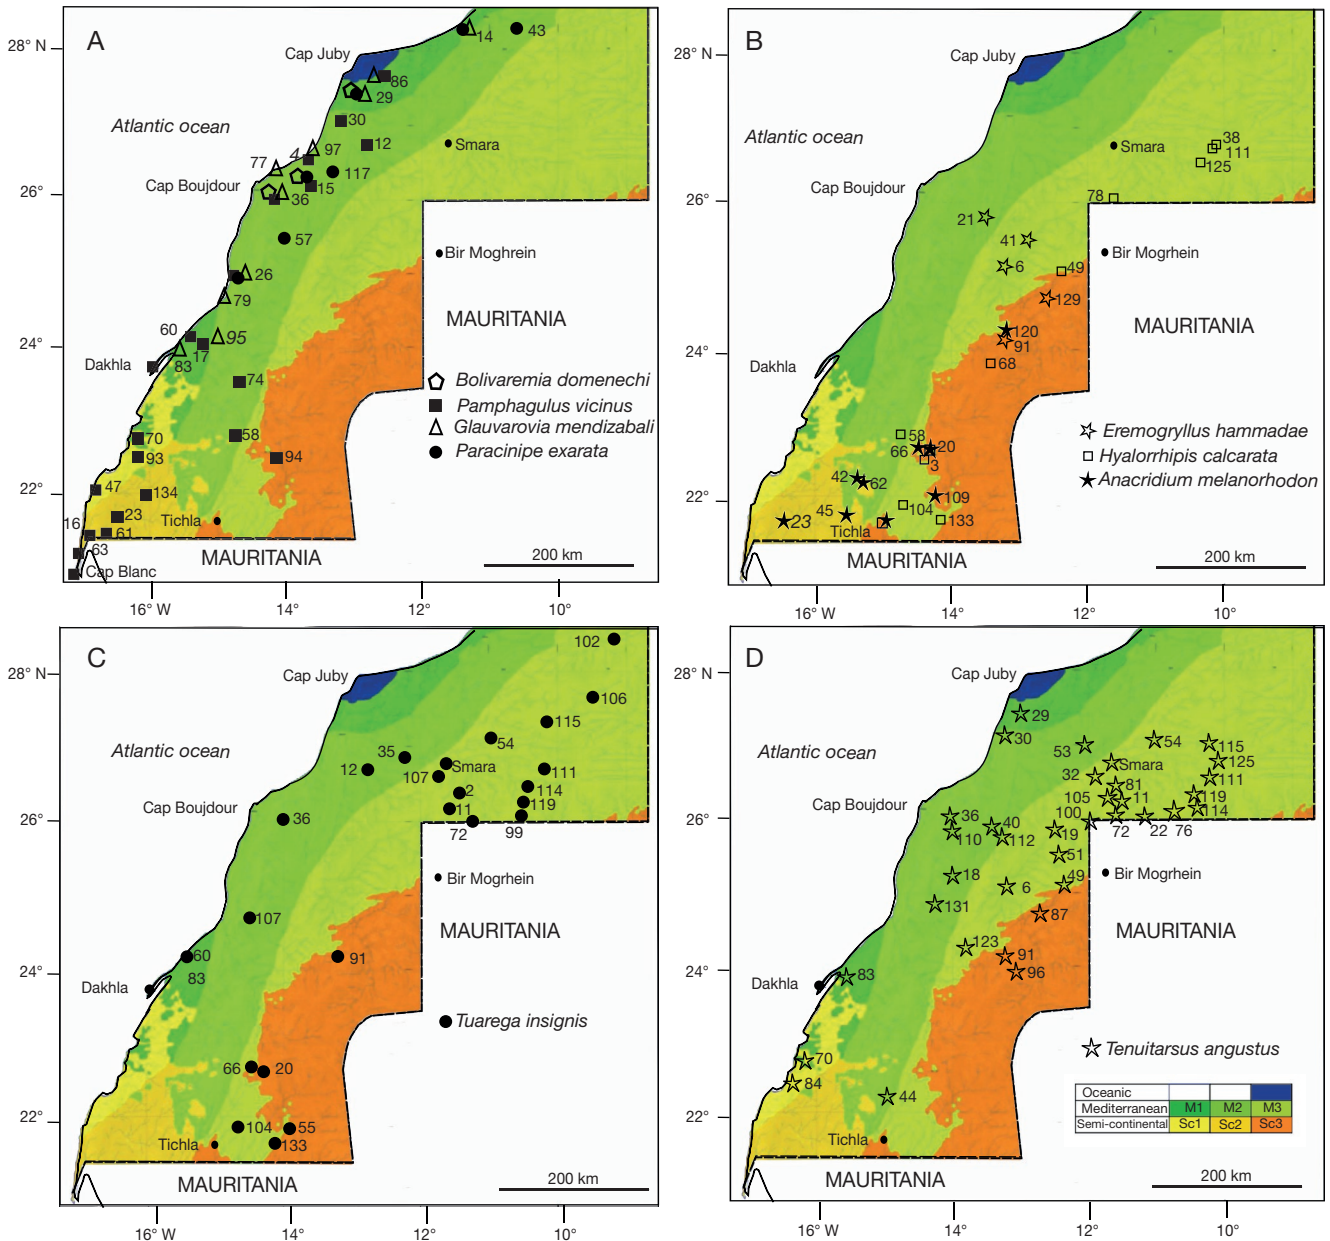 A
28° N
26°
24°
22°
Cap Juby
14
43
86
29
30
12
Smara
Atlantic ocean
4
97
77
117
15
Cap Boujdour
36
57
Bir Moghrein
26
79
MAURITANIA
60
95
17
Dakhla
83
74
Bolivaremia domenechi
Pamphagulus vicinus
Glauvarovia mendizabali
Paracinipe exarata
70
58
93
94
47
134
23
Tichla
16
61
63
Cap Blanc
MAURITANIA
200 km
16° W
14°
12°
10°
B
28° N
26°
24°
22°
Cap Juby
Atlantic ocean
Smara
38
111
125
Cap Boujdour
78
21
41
6
49
Bir Mogrhein
129
MAURITANIA
120
91
68
Dakhla
58
66
20
3
Eremogryllus hammadae
Hyalorrhipis calcarata
Anacridium melanorhodon
42
62
109
23
45
104
133
Tichla
MAURITANIA
200 km
16° W
14°
12°
10°
C
28° N
26°
24°
22°
102
Cap Juby
106
115
Atlantic ocean
54
35
12
Smara
107
111
2
114
11
119
Cap Boujdour
36
72
99
Bir Mogrhein
107
MAURITANIA
60
91
83
Dakhla
Tuarega insignis
66
20
104
55
Tichla
133
MAURITANIA
200 km
16° W
14°
12°
10°
D
28° N
26°
24°
22°
Cap Juby
29
30
Atlantic ocean
53
54
115
Smara
125
32
81
111
105
11
119
Cap Boujdour
36
40
100
114
110
112
19
72
22
76
51
18
6
49
Bir Mogrhein
131
87
MAURITANIA
123
91
96
Dakhla
83
Tenuitarsus angustus
70
84
44
Oceanic
Mediterranean M1 M2 M3
Semi-continental Sc1 Sc2 Sc3
Tichla
MAURITANIA
200 km
16° W
14°
12°
10°